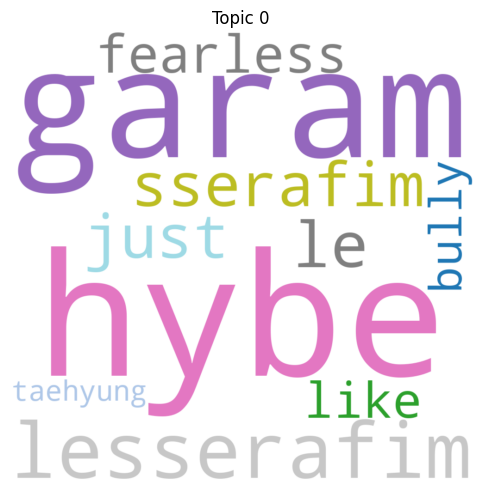 Topic 0
fearless
garam
sserafim
bully
just
le
hybe
taehyung
like
lesserafim